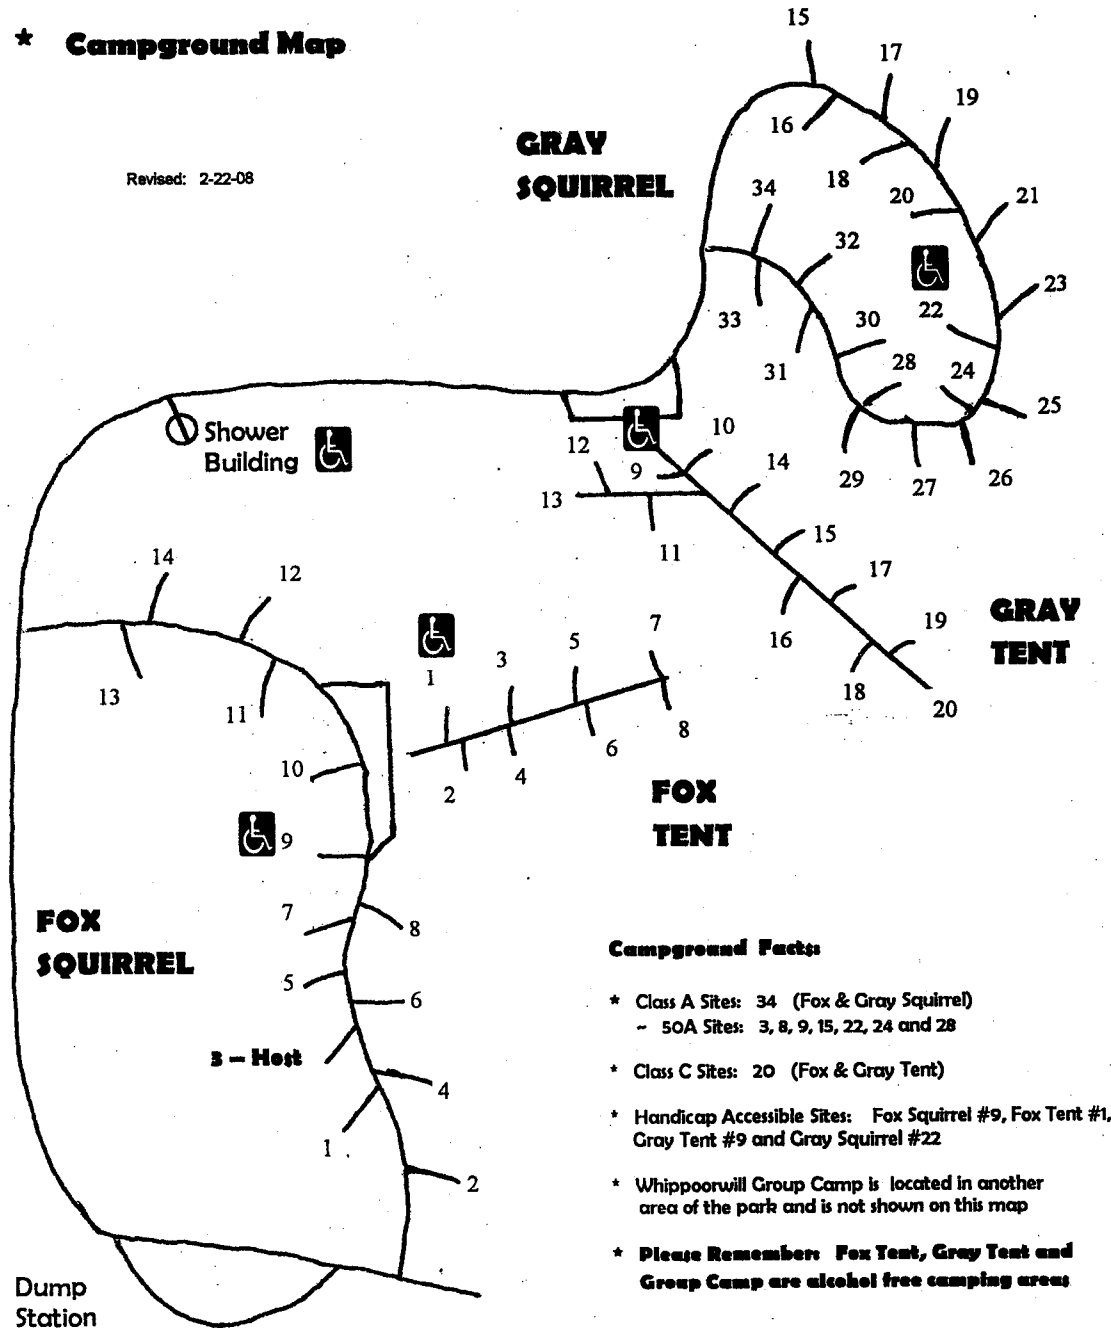 * Campground Map
Revised: 2-22-08
GRAY
SQUIRREL
15
17
19
16
18
34
20
21
32
23
33
30
22
31
28
24
25
29
27
26
Shower
Building
12
10
9
14
13
11
15
17
16
19
18
20
GRAY
TENT
14
12
13
11
1
3
5
7
2
4
6
8
FOX
TENT
10
9
7
8
5
6
3 – Host
4
1
2
FOX
SQUIRREL
Campground Facts:
* Class A Sites: 34 (Fox & Gray Squirrel)
~ 50A Sites: 3, 8, 9, 15, 22, 24 and 28
* Class C Sites: 20 (Fox & Gray Tent)
* Handicap Accessible Sites: Fox Squirrel #9, Fox Tent #1,
Gray Tent #9 and Gray Squirrel #22
* Whippoorwill Group Camp is located in another
area of the park and is not shown on this map
* Please Remember: Fox Tent, Gray Tent and
Group Camp are alcohol free camping areas
Dump
Station